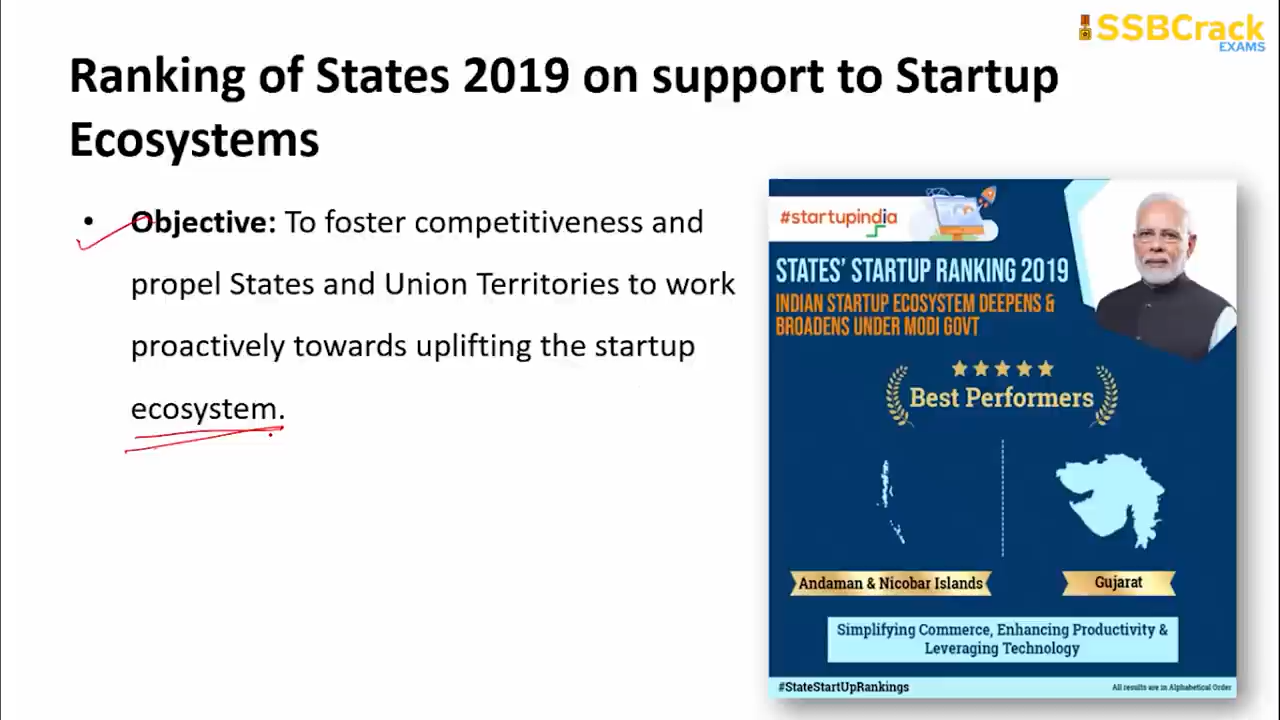 SSBCrack
EXAMS
Ranking of States 2019 on support to Startup
Ecosystems
• Objective: To foster competitiveness and
propel States and Union Territories to work
proactively towards uplifting the startup
ecosystem.
#startupindia
STATES' STARTUP RANKING 2019
INDIAN STARTUP ECOSYSTEM DEEPENS &
BROADENS UNDER MODI GOVT
Best Performers
Andaman & Nicobar Islands
Gujarat
Simplifying Commerce, Enhancing Productivity &
Leveraging Technology
#StateStartUpRankings
All results are in Alphabetical Order